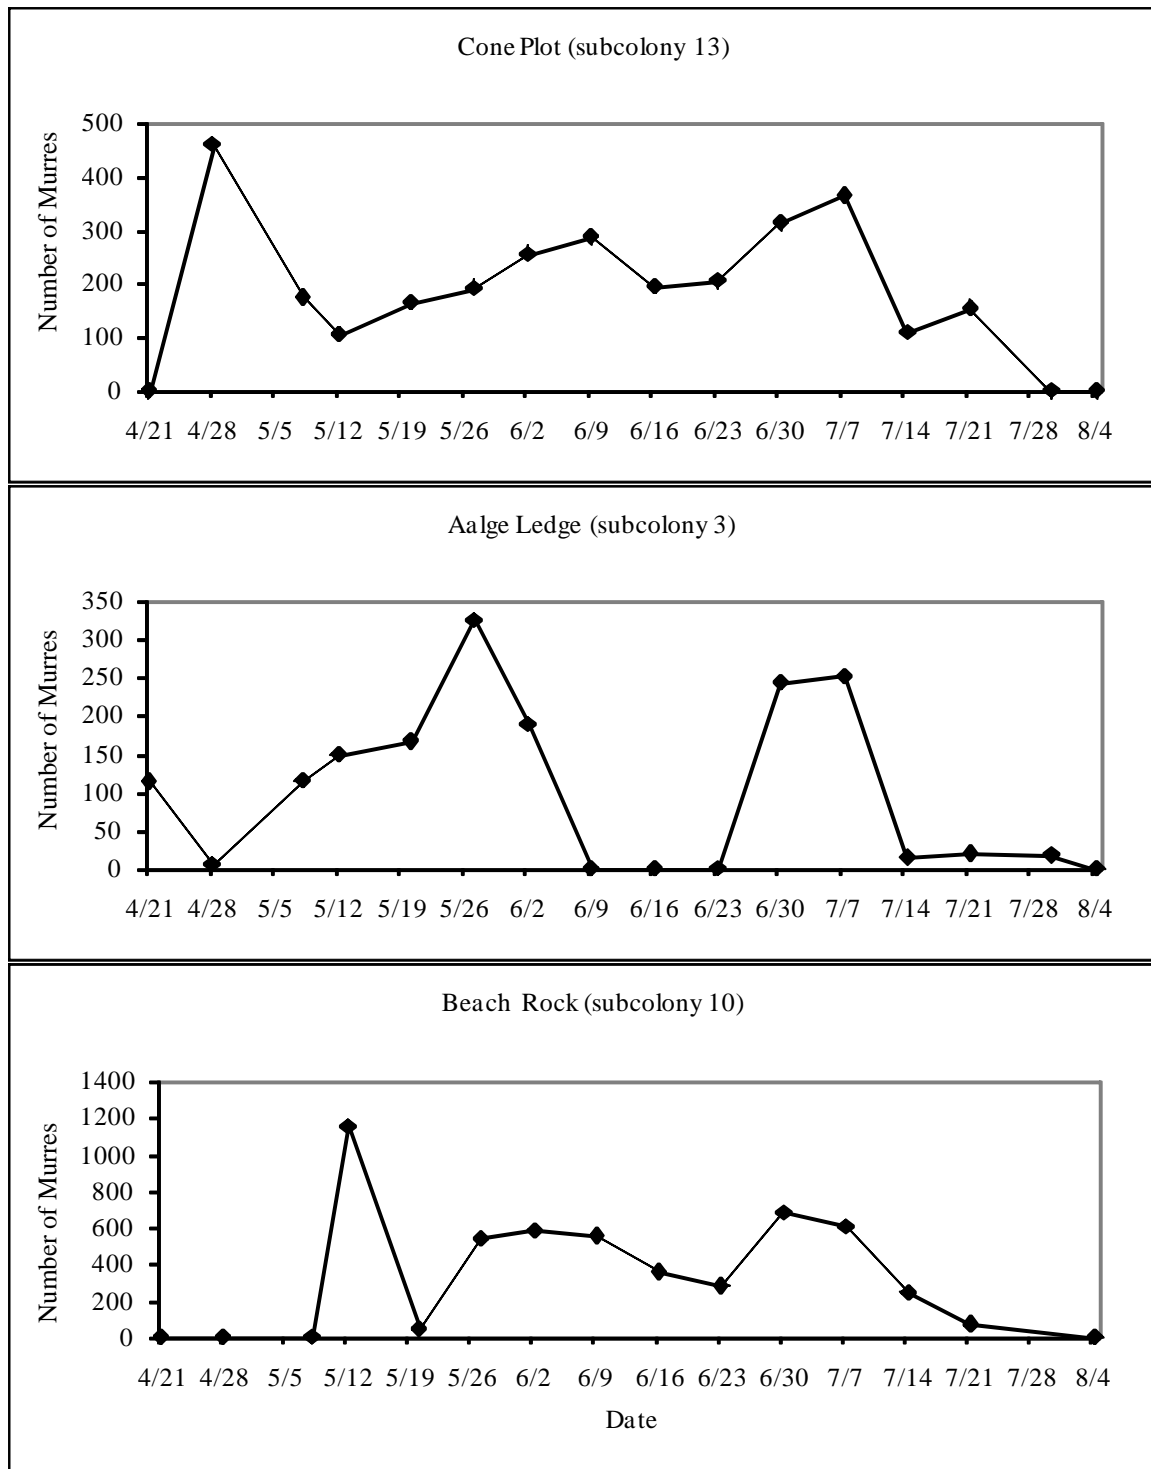 Cone Plot (subcolony 13)
Number of Murres
500
400
300
200
100
0
4/21 4/28 5/5 5/12 5/19 5/26 6/2 6/9 6/16 6/23 6/30 7/7 7/14 7/21 7/28 8/4
Aalge Ledge (subcolony 3)
Number of Murres
350
300
250
200
150
100
50
0
4/21 4/28 5/5 5/12 5/19 5/26 6/2 6/9 6/16 6/23 6/30 7/7 7/14 7/21 7/28 8/4
Beach Rock (subcolony 10)
Number of Murres
1400
1200
1000
800
600
400
200
0
4/21 4/28 5/5 5/12 5/19 5/26 6/2 6/9 6/16 6/23 6/30 7/7 7/14 7/21 7/28 8/4
Date